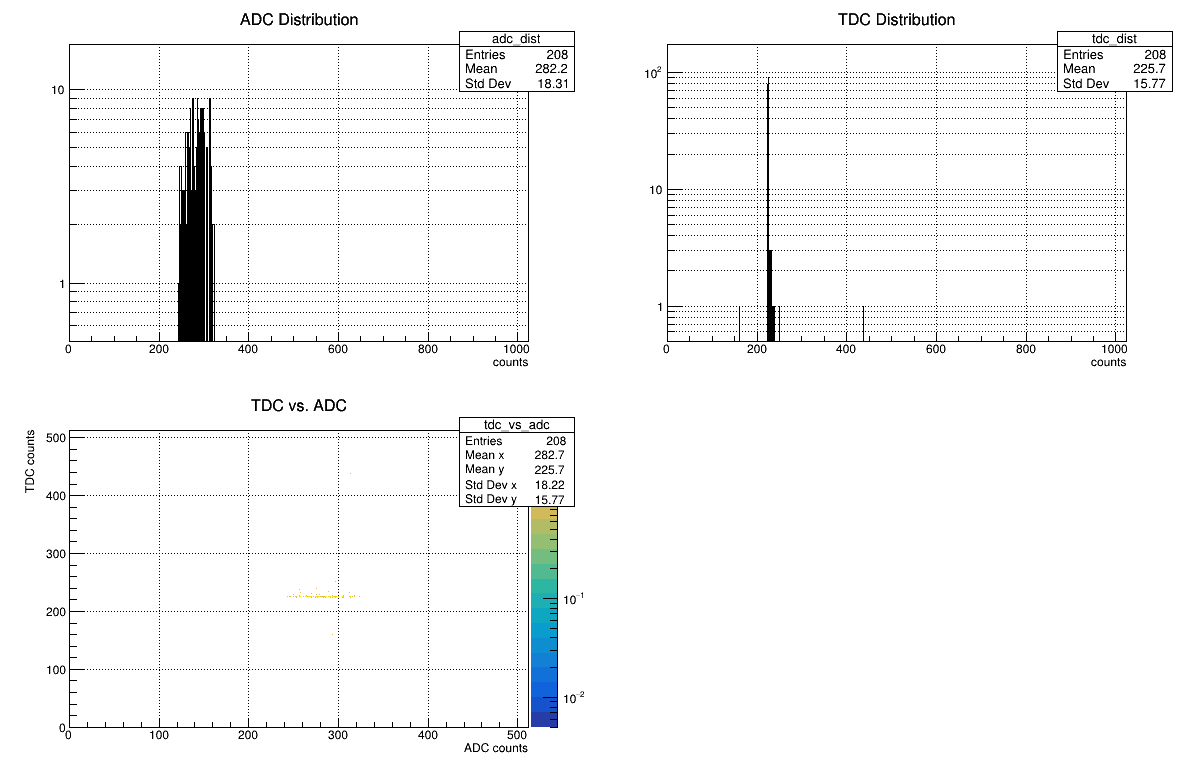 ADC Distribution
adc_dist
Entries 208
Mean 282.2
Std Dev 18.31
10
1
0 200 400 600 800 1000
counts
TDC Distribution
tdc_dist
Entries 208
Mean 225.7
Std Dev 15.77
10²
10
1
0 200 400 600 800 1000
counts
TDC vs. ADC
tdc_vs_adc
Entries 208
Mean x 282.7
Mean y 225.7
Std Dev x 18.22
Std Dev y 15.77
TDC counts
500
400
300
200
100
0
0 100 200 300 400 500
ADC counts
10⁻¹
10⁻²